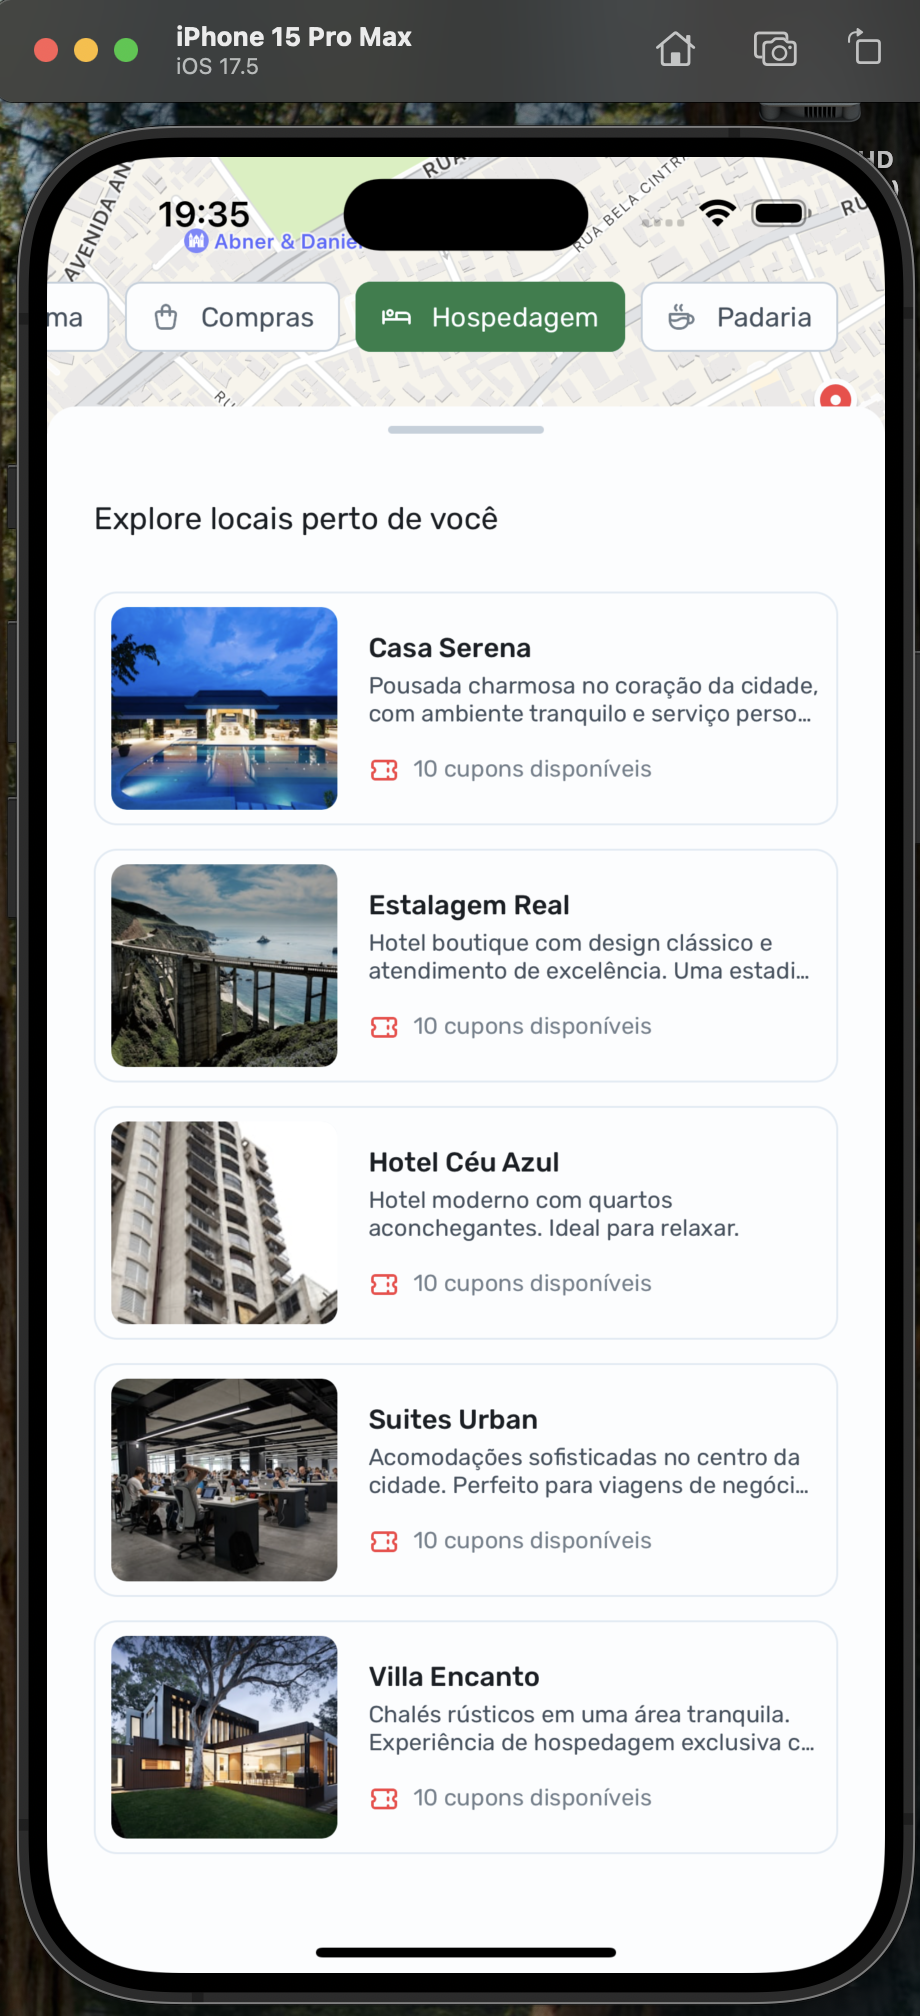 iPhone 15 Pro Max
iOS 17.5
HD
AVENIDA AN
RUA
RUA BELA CINTR
RU
19:35
Abner & Danie
ma
Compras
Hospedagem
Padaria
RU
Explore locais perto de você
Casa Serena
Pousada charmosa no coração da cidade,
com ambiente tranquilo e serviço perso...
10 cupons disponíveis
Estalagem Real
Hotel boutique com design clássico e
atendimento de excelência. Uma estadi...
10 cupons disponíveis
Hotel Céu Azul
Hotel moderno com quartos
aconchegantes. Ideal para relaxar.
10 cupons disponíveis
Suites Urban
Acomodações sofisticadas no centro da
cidade. Perfeito para viagens de negóci...
10 cupons disponíveis
Villa Encanto
Chalés rústicos em uma área tranquila.
Experiência de hospedagem exclusiva c...
10 cupons disponíveis